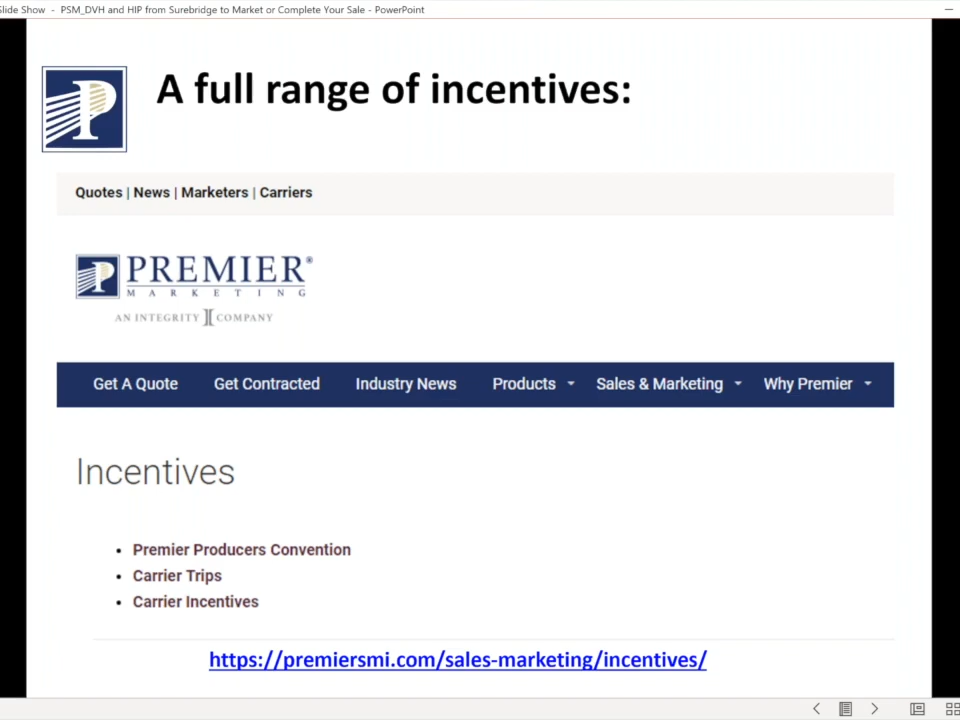 Slide Show - PSM_DVH and HIP from Surebridge to Market or Complete Your Sale - PowerPoint
P
A full range of incentives:
Quotes | News | Marketers | Carriers
P PREMIER®
MARKETING
AN INTEGRITY COMPANY
Get A Quote Get Contracted Industry News Products Sales & Marketing Why Premier
Incentives
• Premier Producers Convention
• Carrier Trips
• Carrier Incentives
https://premiersmi.com/sales-marketing/incentives/